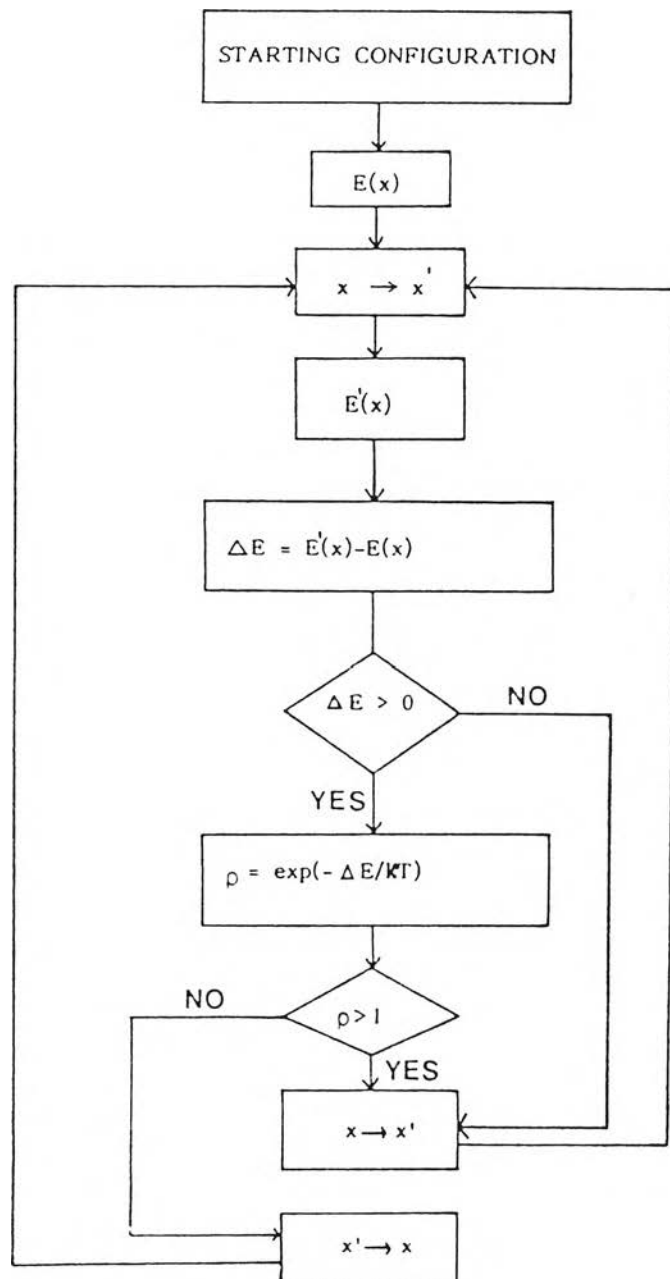 STARTING CONFIGURATION
E(x)
x → x'
E'(x)
ΔE = E'(x)-E(x)
ΔE > 0
NO
YES
ρ = exp(-ΔE/KT)
NO
ρ>1
YES
x → x'
x' → x